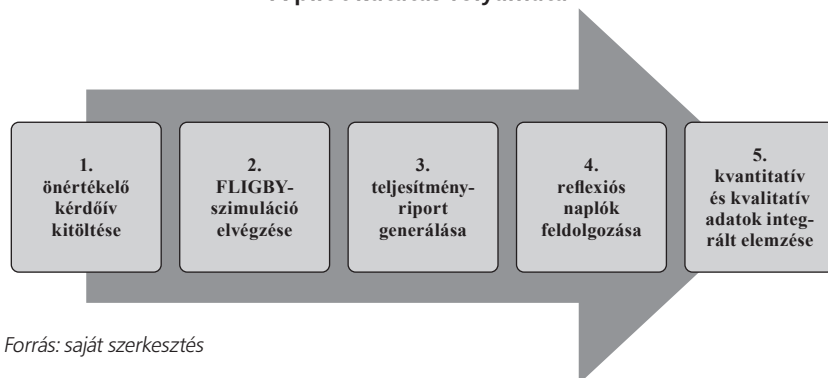 1.
önértékelő
kérdőív
kitöltése
2.
FLIGBY-
szimuláció
elvégzése
3.
teljesítmény-
riport
generálása
4.
reflexiós
naplók
feldolgozása
5.
kvantitatív
és kvalitatív
adatok integ-
rált elemzése
Forrás: saját szerkesztés